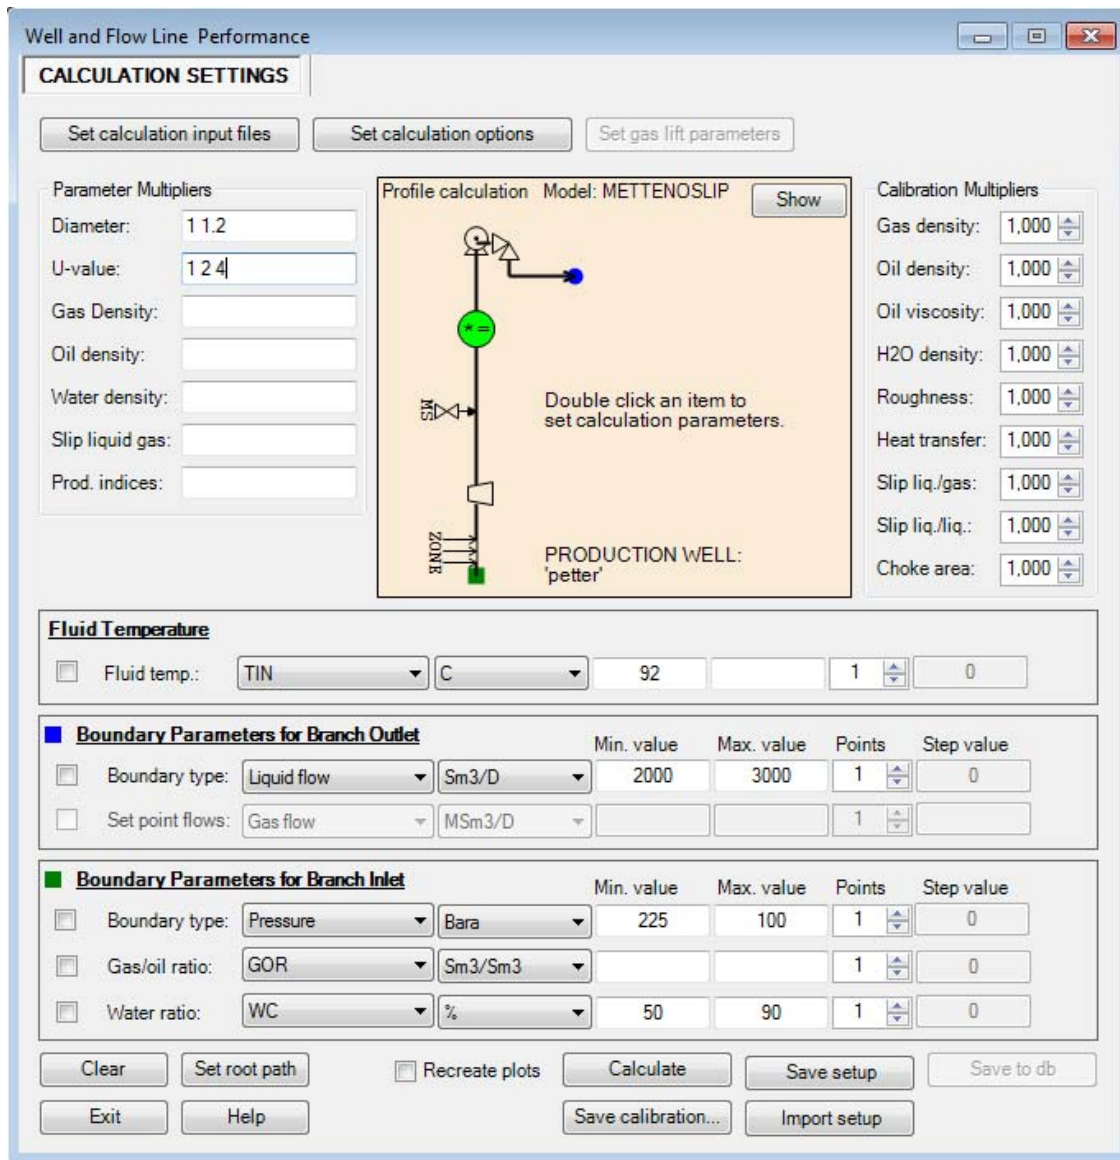 Well and Flow Line Performance
CALCULATION SETTINGS
Set calculation input files Set calculation options Set gas lift parameters
Parameter Multipliers
Diameter: 1 1.2
U-value: 1 2 4
Gas Density:
Oil density:
Water density:
Slip liquid gas:
Prod. indices:
Profile calculation Model: METTENOSLIP Show
* =
MS
Double click an item to
set calculation parameters.
ZONE
PRODUCTION WELL:
'petter'
Calibration Multipliers
Gas density: 1,000
Oil density: 1,000
Oil viscosity: 1,000
H2O density: 1,000
Roughness: 1,000
Heat transfer: 1,000
Slip liq./gas: 1,000
Slip liq./liq.: 1,000
Choke area: 1,000
Fluid Temperature
Fluid temp.: TIN C 92 1 0
Boundary Parameters for Branch Outlet Min. value Max. value Points Step value
Boundary type: Liquid flow Sm3/D 2000 3000 1 0
Set point flows: Gas flow MSm3/D 1
Boundary Parameters for Branch Inlet Min. value Max. value Points Step value
Boundary type: Pressure Bara 225 100 1 0
Gas/oil ratio: GOR Sm3/Sm3 1 0
Water ratio: WC % 50 90 1 0
Clear Set root path Recreate plots Calculate Save setup Save to db
Exit Help Save calibration... Import setup